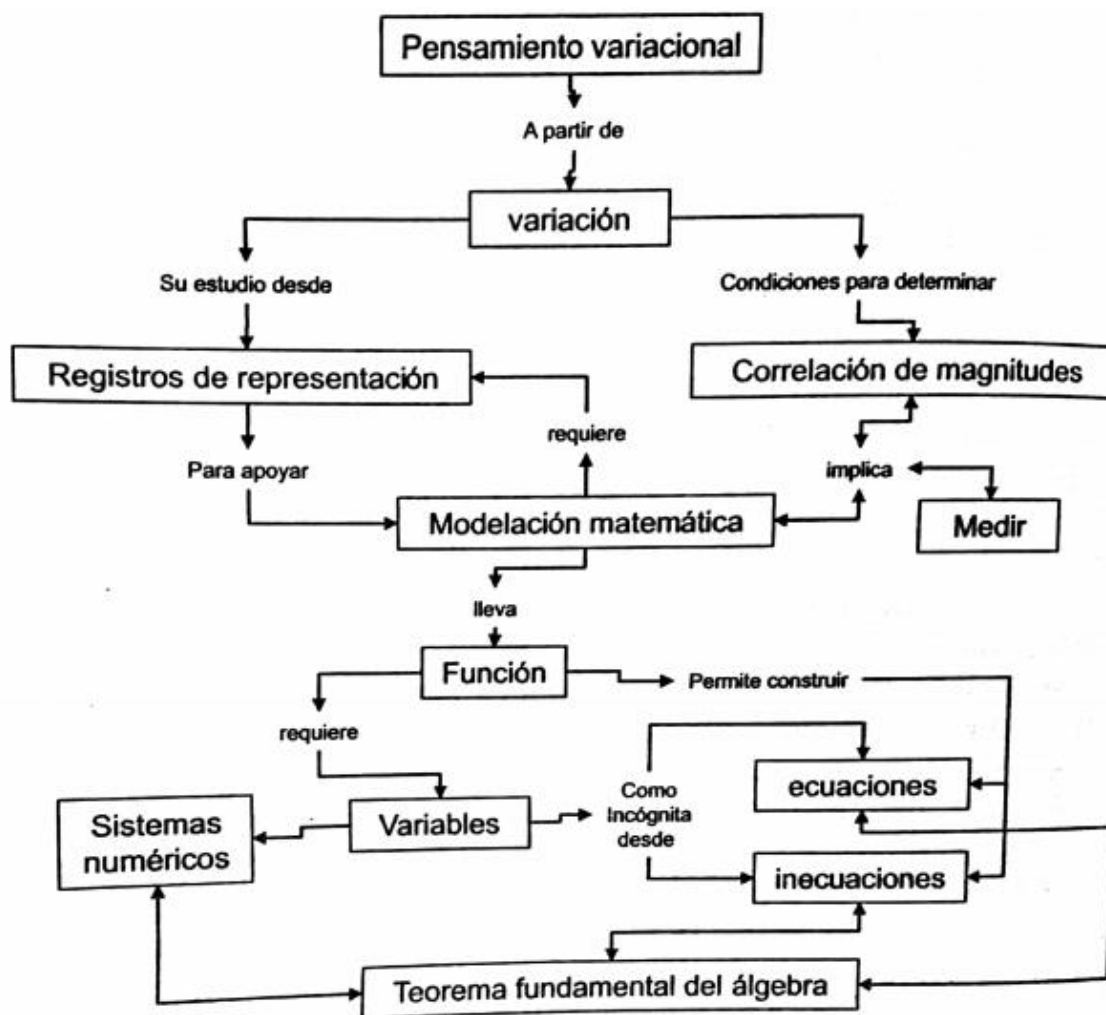 Pensamiento variacional
A partir de
variación
Su estudio desde
Condiciones para determinar
Registros de representación
Correlación de magnitudes
requiere
Para apoyar
implica
Modelación matemática
Medir
lleva
Función
Permite construir
requiere
ecuaciones
Como
Incógnita
desde
Sistemas
numéricos
Variables
inecuaciones
Teorema fundamental del álgebra